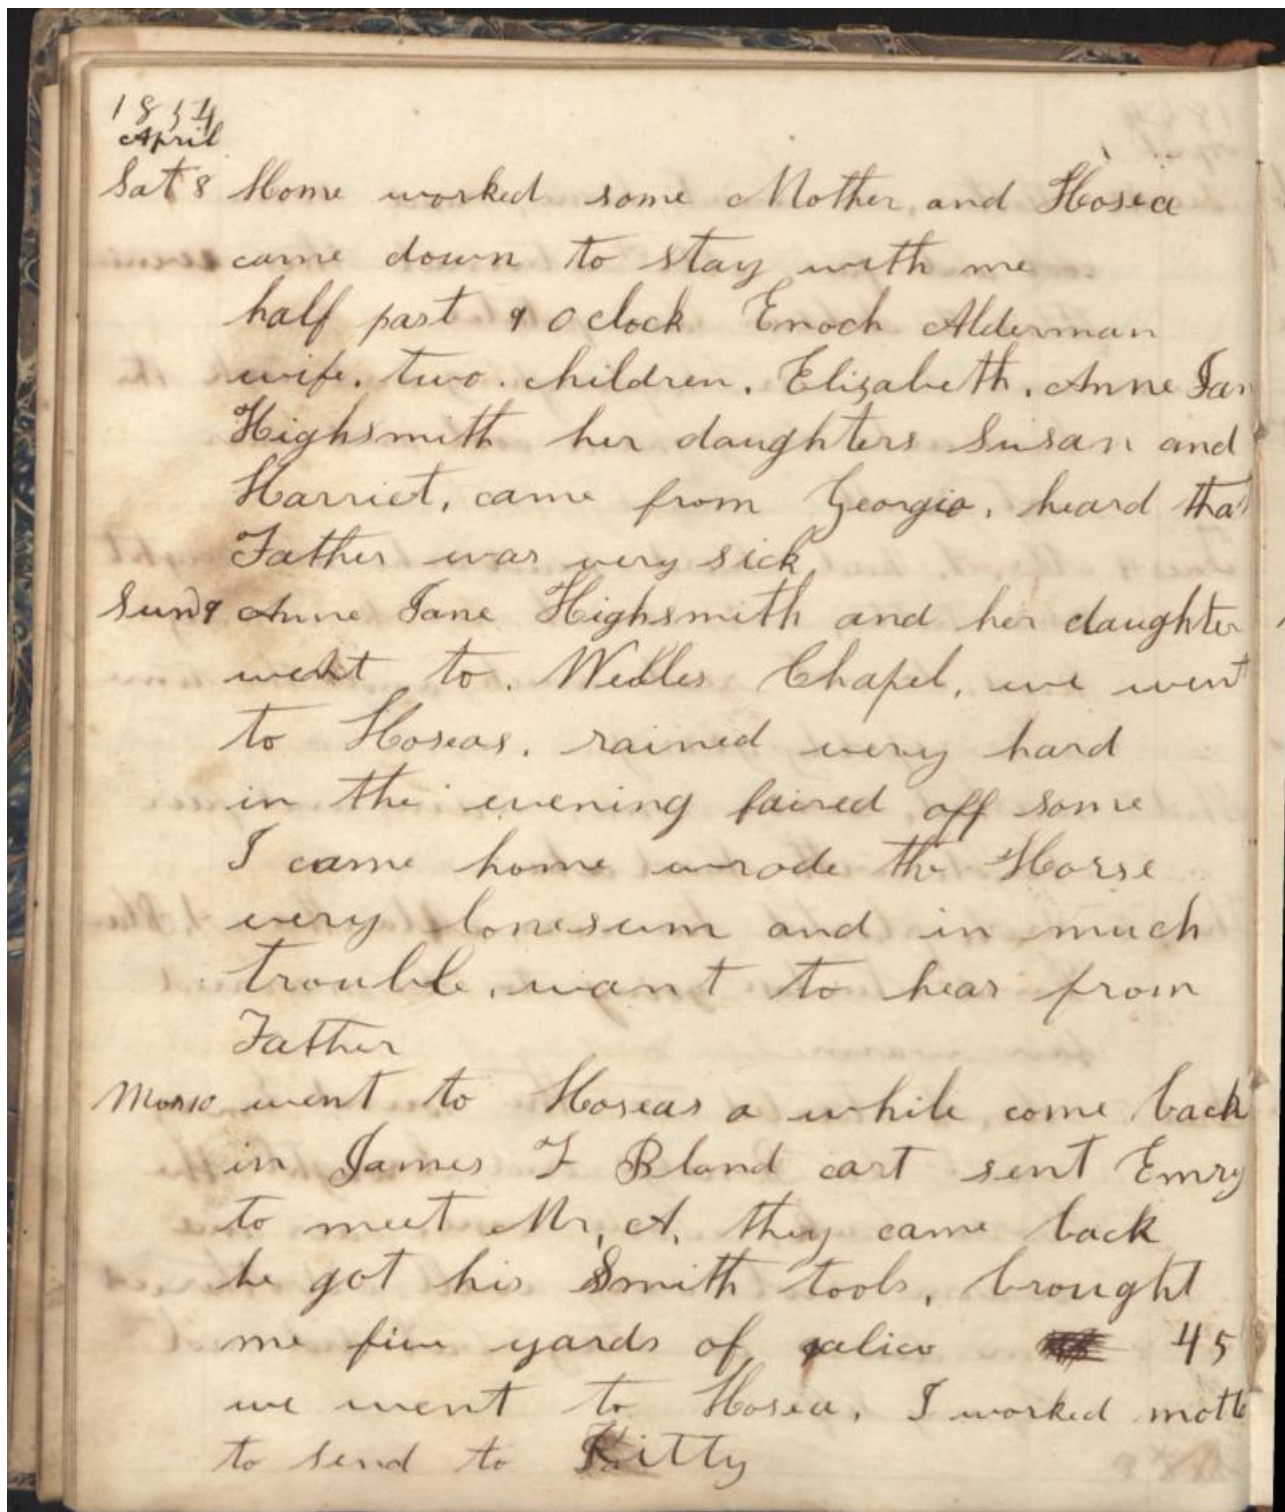 1854
April
Sat 8 Home worked some Mother and Hosea
came down to stay with me
half part 9 O clock Enoch Alderman
wife. two. children. Elizabeth. Anne Jan
Highsmith her daughters Susan and
Harriet, came from Georgia, heard that
Father was very sick
Sun 9 Anne Jane Highsmith and her daughter
went to. Wells Chapel, we went
to Hoseas. rained very hard
in the evening faired off some
I came home wrode the Horse
very lonesum and in much
trouble. want to hear from
Father
Mon 10 went to Hoseas a while come back
in James F Bland cart sent Emry
to meet Mr, A, they came back
he got his Smith tools, brought
me five yards of calico 45
we went to Hosea. I worked
to send to Kitty